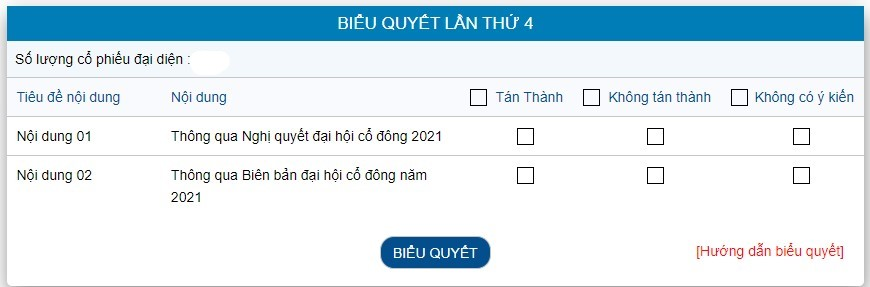 BIỂU QUYẾT LẦN THỨ 4
Số lượng cổ phiếu đại diện :
Tiêu đề nội dung Nội dung Tán Thành Không tán thành Không có ý kiến
Nội dung 01 Thông qua Nghị quyết đại hội cổ đông 2021
Nội dung 02 Thông qua Biên bản đại hội cổ đông năm
2021
BIỂU QUYẾT [Hướng dẫn biểu quyết]